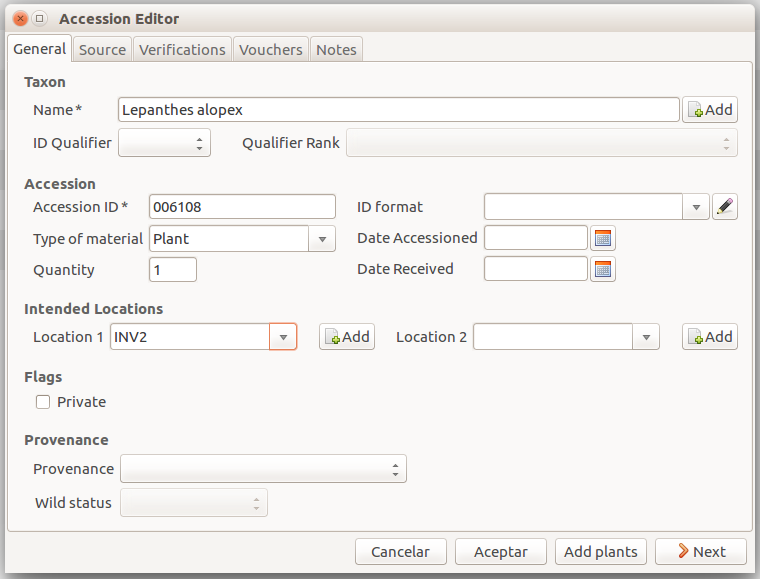 Accession Editor
General Source Verifications Vouchers Notes
Taxon
Name* Lepanthes alopex Add
ID Qualifier Qualifier Rank
Accession
Accession ID* 006108 ID format
Type of material Plant Date Accessioned
Quantity 1 Date Received
Intended Locations
Location 1 INV2 Add Location 2 Add
Flags
Private
Provenance
Provenance
Wild status
Cancelar Aceptar Add plants Next